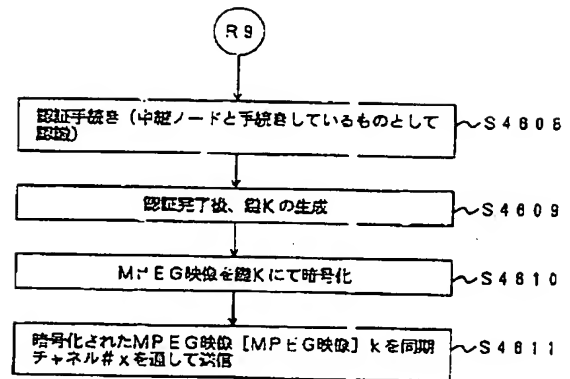 R9
認証手続き（中継ノードと手続きしているものとして
認識）
S4608
認証完了後、鍵Kの生成
S4609
MPEG映像を鍵Kにて暗号化
S4610
暗号化されたMPEG映像［MPEG映像］kを同期
チャネル#xを通して送信
S4611